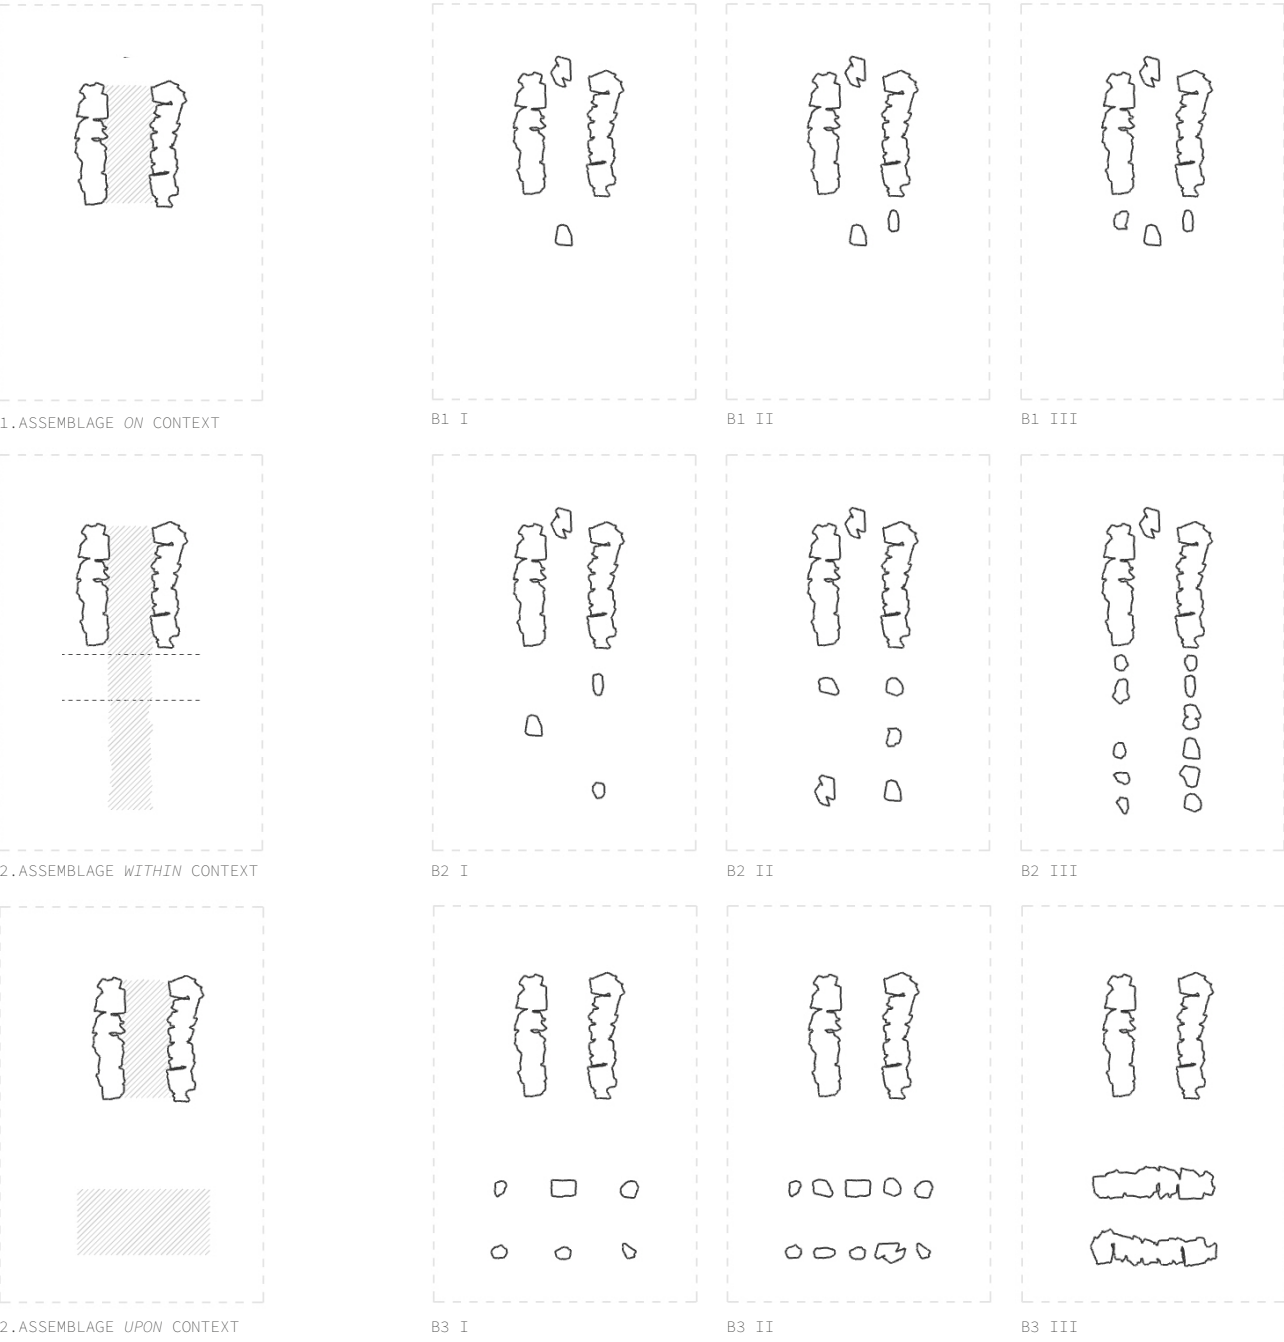 1.ASSEMBLAGE ON CONTEXT
B1 I
B1 II
B1 III
2.ASSEMBLAGE WITHIN CONTEXT
B2 I
B2 II
B2 III
2.ASSEMBLAGE UPON CONTEXT
B3 I
B3 II
B3 III